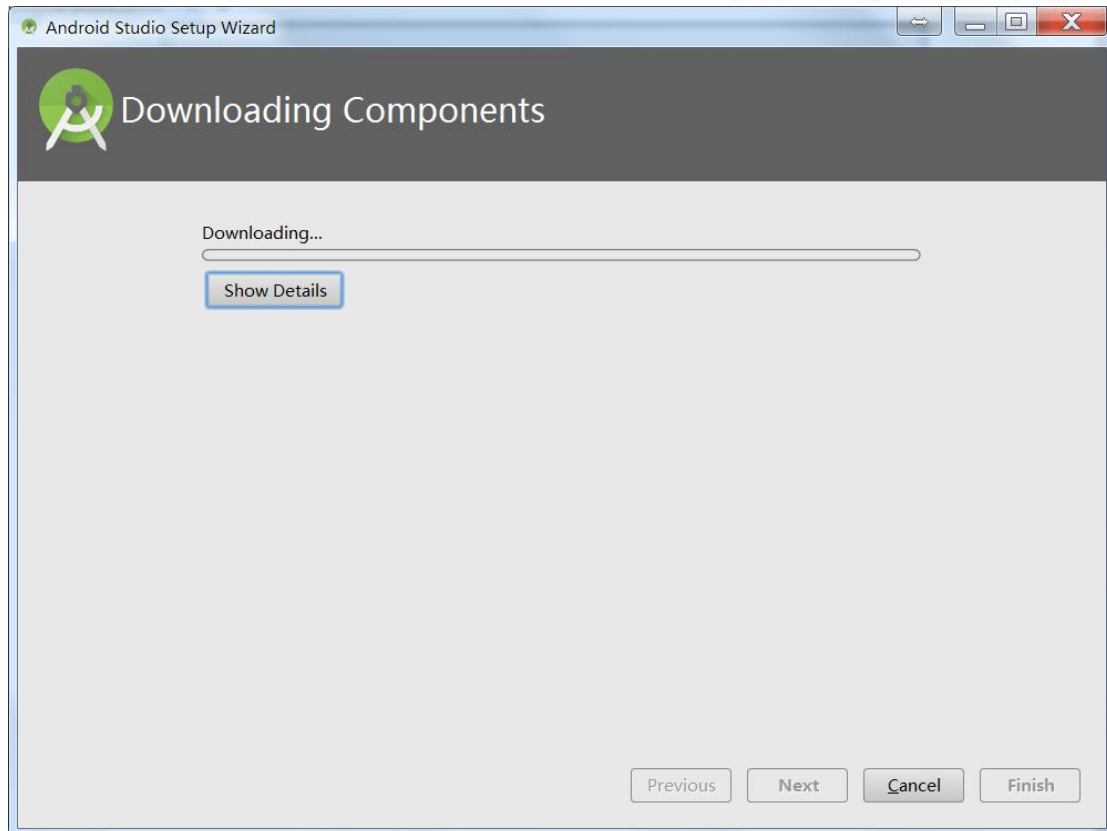 Android Studio Setup Wizard
Downloading Components
Downloading...
Show Details
Previous
Next
Cancel
Finish